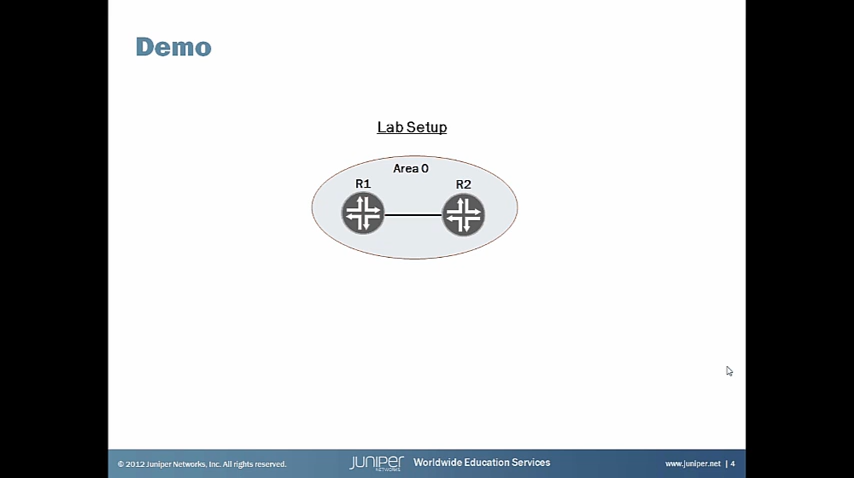 Demo
Lab Setup
Area 0
R1 R2
© 2012 Juniper Networks, Inc. All rights reserved. JUNIPER NETWORKS Worldwide Education Services www.juniper.net | 4